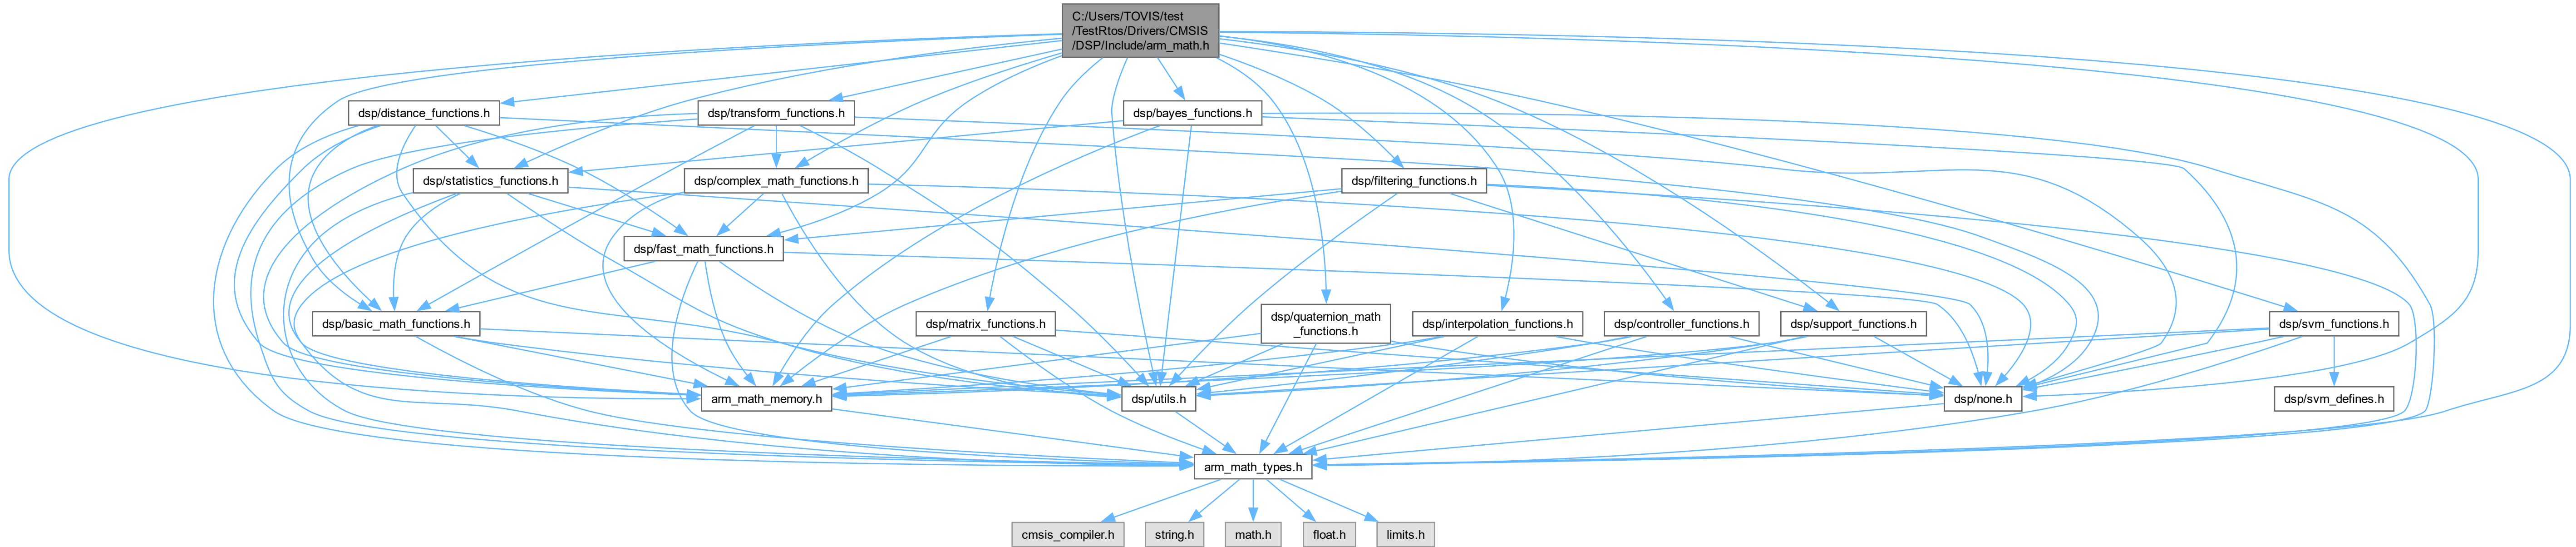 C:/Users/TOVIS/test
/TestRtos/Drivers/CMSIS
/DSP/Include/arm_math.h
dsp/distance_functions.h
dsp/transform_functions.h
dsp/bayes_functions.h
dsp/statistics_functions.h
dsp/complex_math_functions.h
dsp/filtering_functions.h
dsp/fast_math_functions.h
dsp/basic_math_functions.h
dsp/matrix_functions.h
dsp/quaternion_math
_functions.h
dsp/interpolation_functions.h
dsp/controller_functions.h
dsp/support_functions.h
dsp/svm_functions.h
arm_math_memory.h
dsp/utils.h
dsp/none.h
dsp/svm_defines.h
arm_math_types.h
cmsis_compiler.h
string.h
math.h
float.h
limits.h